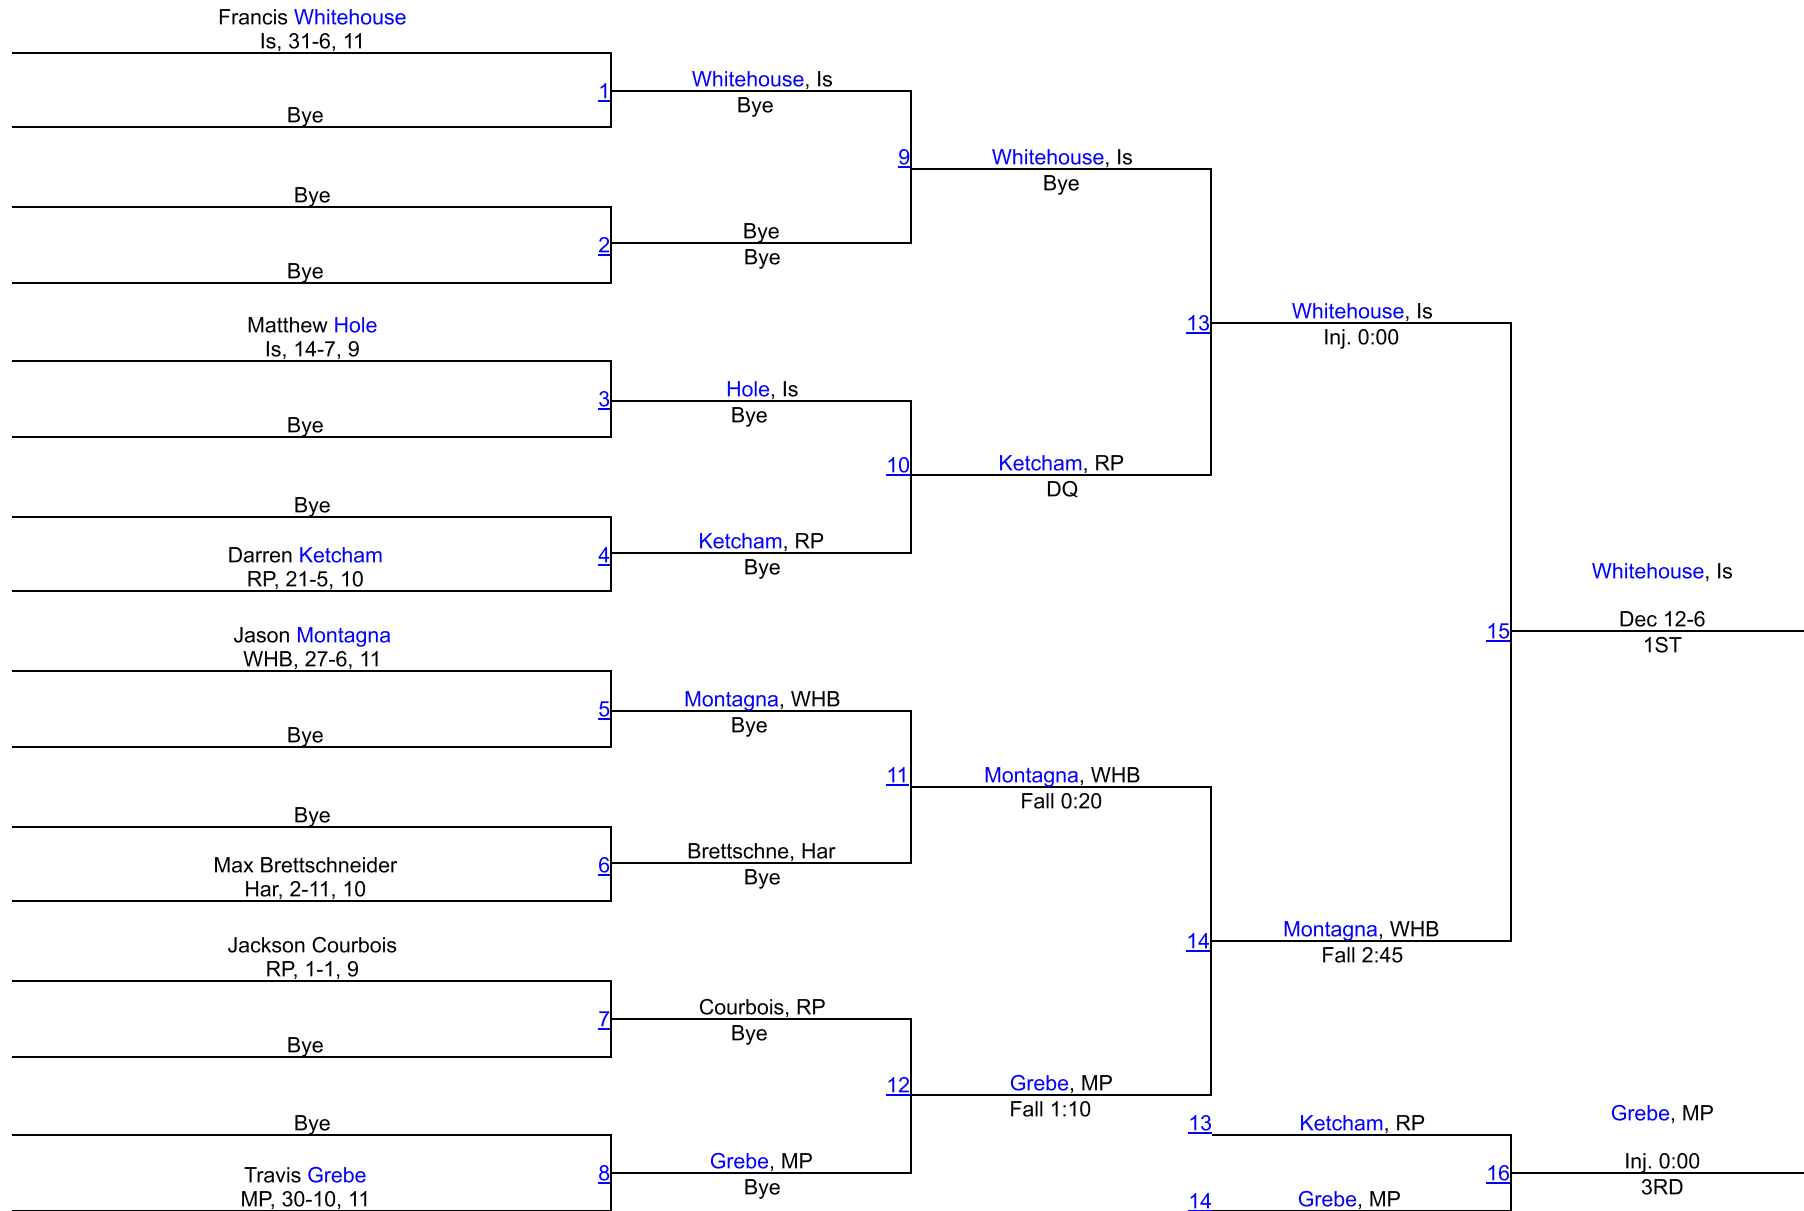 Francis Whitehouse
Is, 31-6, 11
Bye
1
Whitehouse, Is
Bye
Bye
Bye
2
Bye
Bye
9
Whitehouse, Is
Bye
Matthew Hole
Is, 14-7, 9
Bye
3
Hole, Is
Bye
Bye
Darren Ketcham
RP, 21-5, 10
4
Ketcham, RP
Bye
10
Ketcham, RP
DQ
13
Whitehouse, Is
Inj. 0:00
Jason Montagna
WHB, 27-6, 11
Bye
5
Montagna, WHB
Bye
Bye
Max Brettschneider
Har, 2-11, 10
6
Brettschne, Har
Bye
11
Montagna, WHB
Fall 0:20
Jackson Courbois
RP, 1-1, 9
Bye
7
Courbois, RP
Bye
Bye
Travis Grebe
MP, 30-10, 11
8
Grebe, MP
Bye
12
Grebe, MP
Fall 1:10
14
Montagna, WHB
Fall 2:45
15
Whitehouse, Is
Dec 12-6
1ST
13
Ketcham, RP
14
Grebe, MP
16
Grebe, MP
Inj. 0:00
3RD